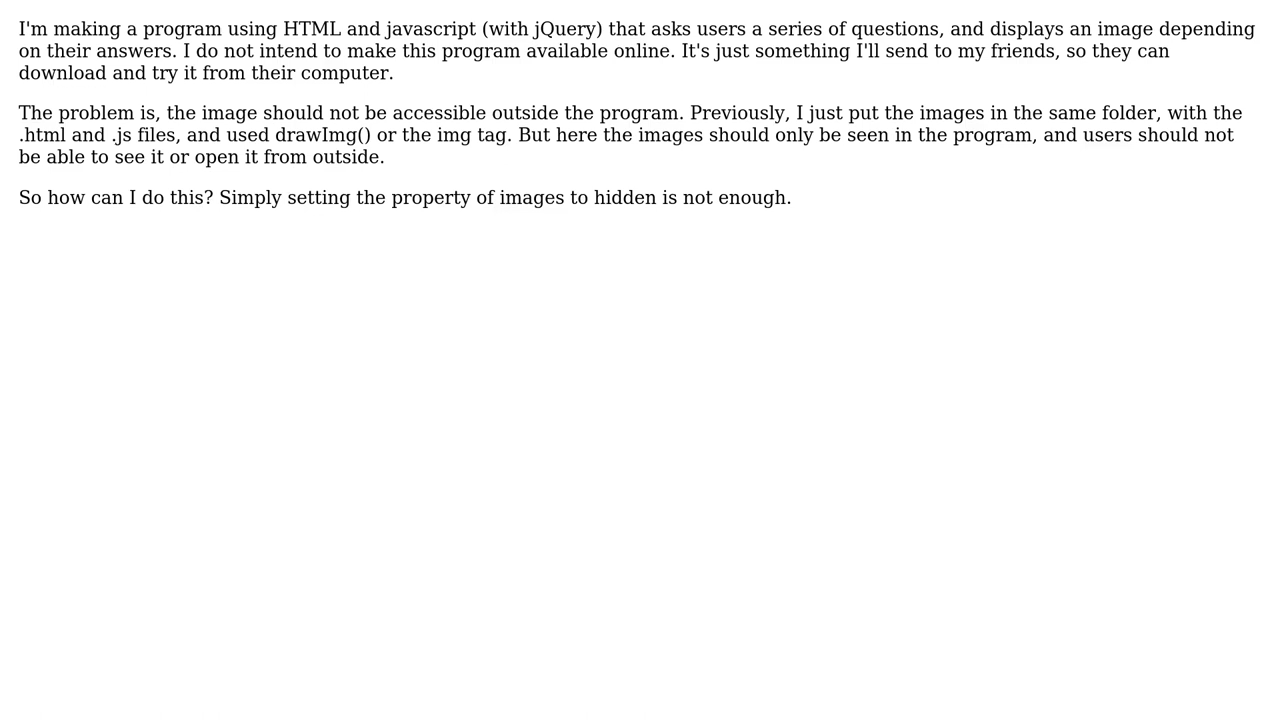 I'm making a program using HTML and javascript (with jQuery) that asks users a series of questions, and displays an image depending
on their answers. I do not intend to make this program available online. It's just something I'll send to my friends, so they can
download and try it from their computer.
The problem is, the image should not be accessible outside the program. Previously, I just put the images in the same folder, with the
.html and .js files, and used drawImg() or the img tag. But here the images should only be seen in the program, and users should not
be able to see it or open it from outside.
So how can I do this? Simply setting the property of images to hidden is not enough.